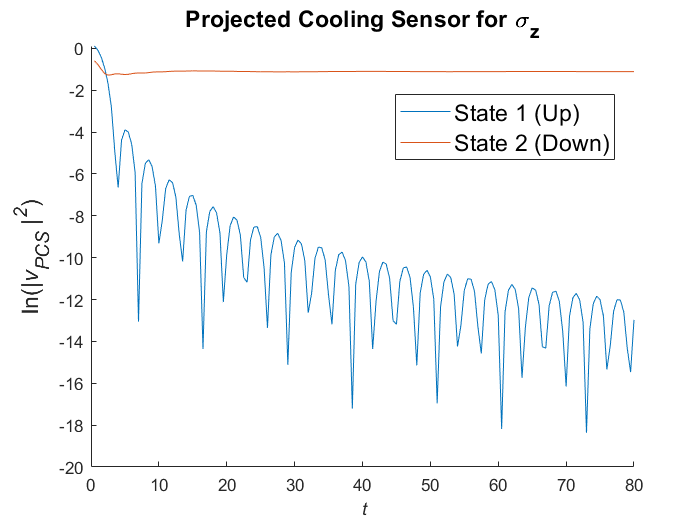 Projected Cooling Sensor for σz
ln(|vPCS|²)
0
-2
-4
-6
-8
-10
-12
-14
-16
-18
-20
State 1 (Up)
State 2 (Down)
0 10 20 30 40 50 60 70 80
t